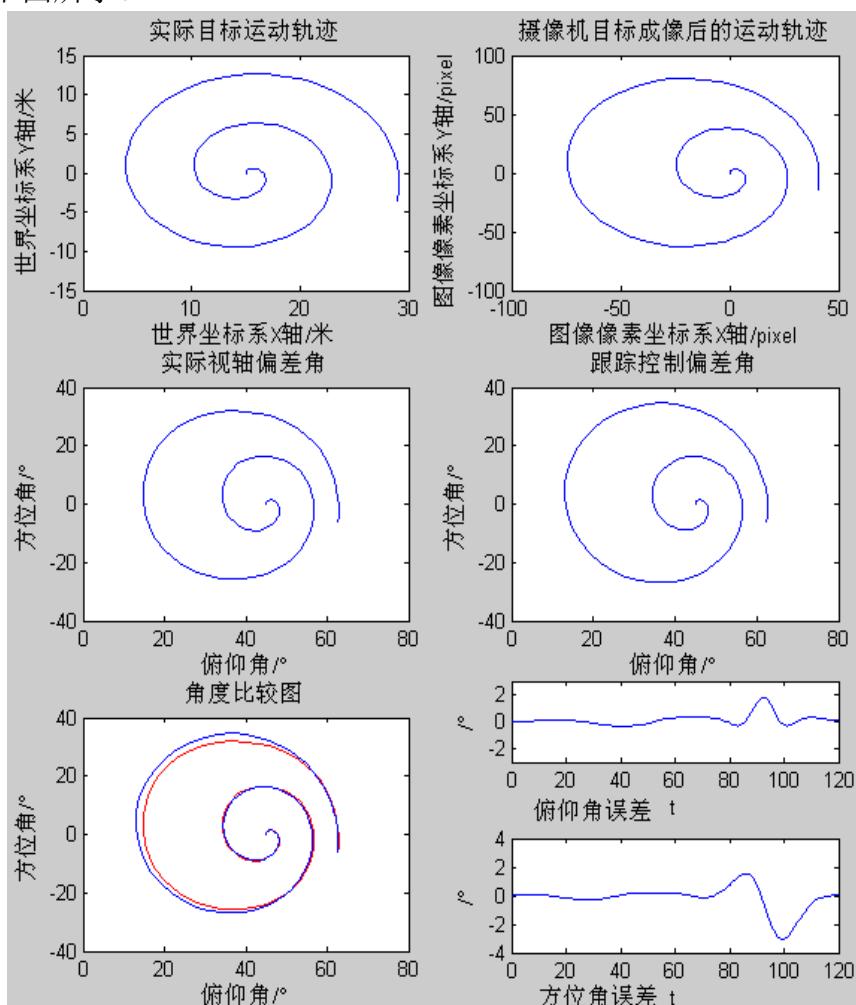 实际目标运动轨迹
15
10
5
0
-5
-10
-15
0 10 20 30
世界坐标系Y轴/米
世界坐标系X轴/米
摄像机目标成像后的运动轨迹
100
50
0
-50
-100
-100 -50 0 50
图像像素坐标系Y轴/pixel
图像像素坐标系X轴/pixel
实际视轴偏差角
40
20
0
-20
-40
0 20 40 60 80
方位角/°
俯仰角/°
跟踪控制偏差角
40
20
0
-20
-40
0 20 40 60 80
方位角/°
俯仰角/°
角度比较图
40
20
0
-20
-40
0 20 40 60 80
方位角/°
俯仰角/°
2
0
-2
0 20 40 60 80 100 120
/°
俯仰角误差 t
4
2
0
-2
-4
0 20 40 60 80 100 120
/°
方位角误差 t